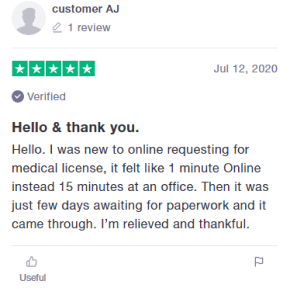 customer AJ
1 review
Jul 12, 2020
Verified
Hello & thank you.
Hello. I was new to online requesting for
medical license, it felt like 1 minute Online
instead 15 minutes at an office. Then it was
just few days awaiting for paperwork and it
came through. I'm relieved and thankful.
Useful